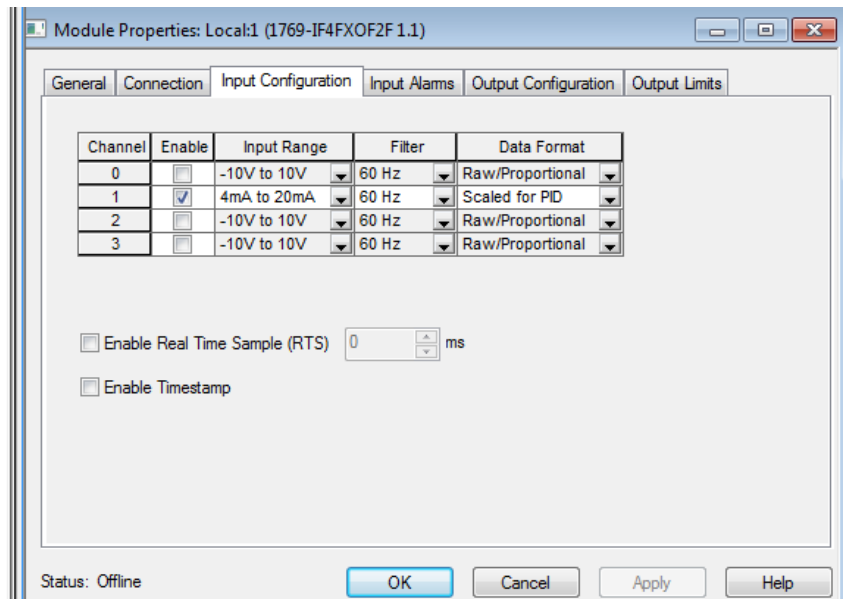 Module Properties: Local:1 (1769-IF4FXOF2F 1.1)
General Connection Input Configuration Input Alarms Output Configuration Output Limits
Channel Enable Input Range Filter Data Format
0 -10V to 10V 60 Hz Raw/Proportional
1 4mA to 20mA 60 Hz Scaled for PID
2 -10V to 10V 60 Hz Raw/Proportional
3 -10V to 10V 60 Hz Raw/Proportional
Enable Real Time Sample (RTS) 0 ms
Enable Timestamp
Status: Offline OK Cancel Apply Help